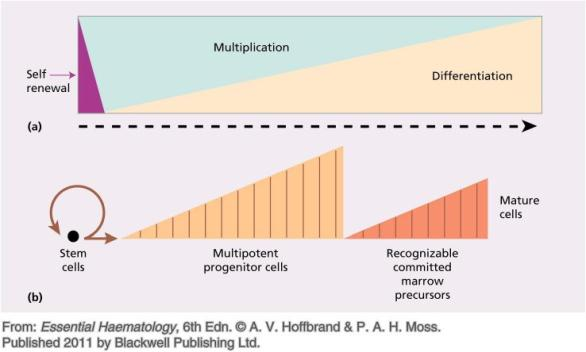 Multiplication
Self
renewal
Differentiation
(a)
Mature
cells
Stem
cells
Multipotent
progenitor cells
Recognizable
committed
marrow
precursors
(b)
From: Essential Haematology, 6th Edn. © A. V. Hoffbrand & P. A. H. Moss.
Published 2011 by Blackwell Publishing Ltd.